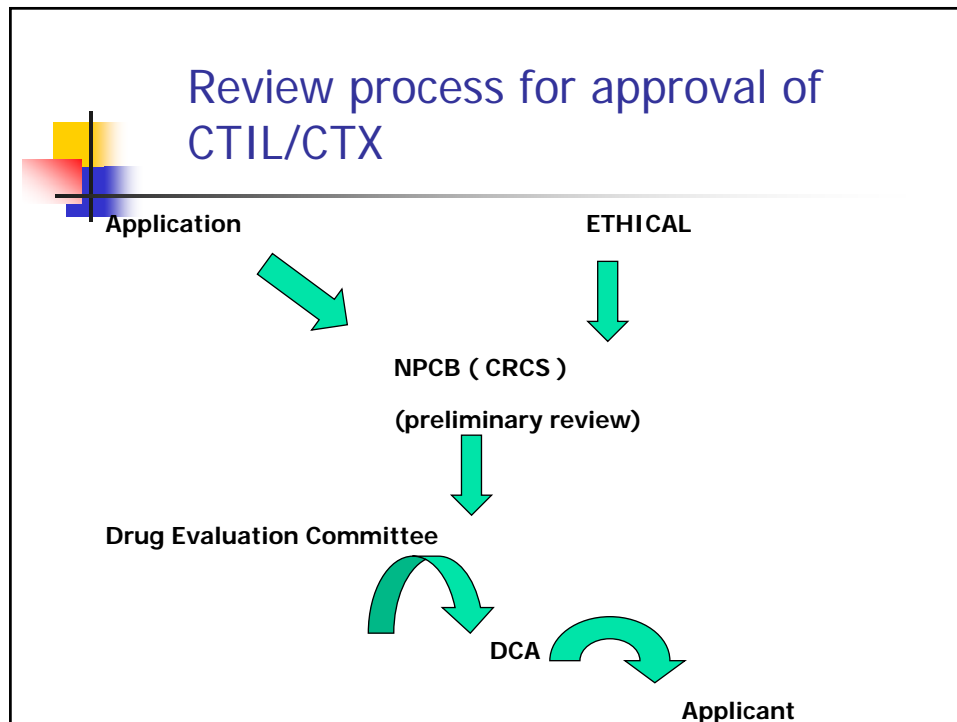 Review process for approval of
CTIL/CTX
Application
ETHICAL
NPCB ( CRCS )
(preliminary review)
Drug Evaluation Committee
DCA
Applicant